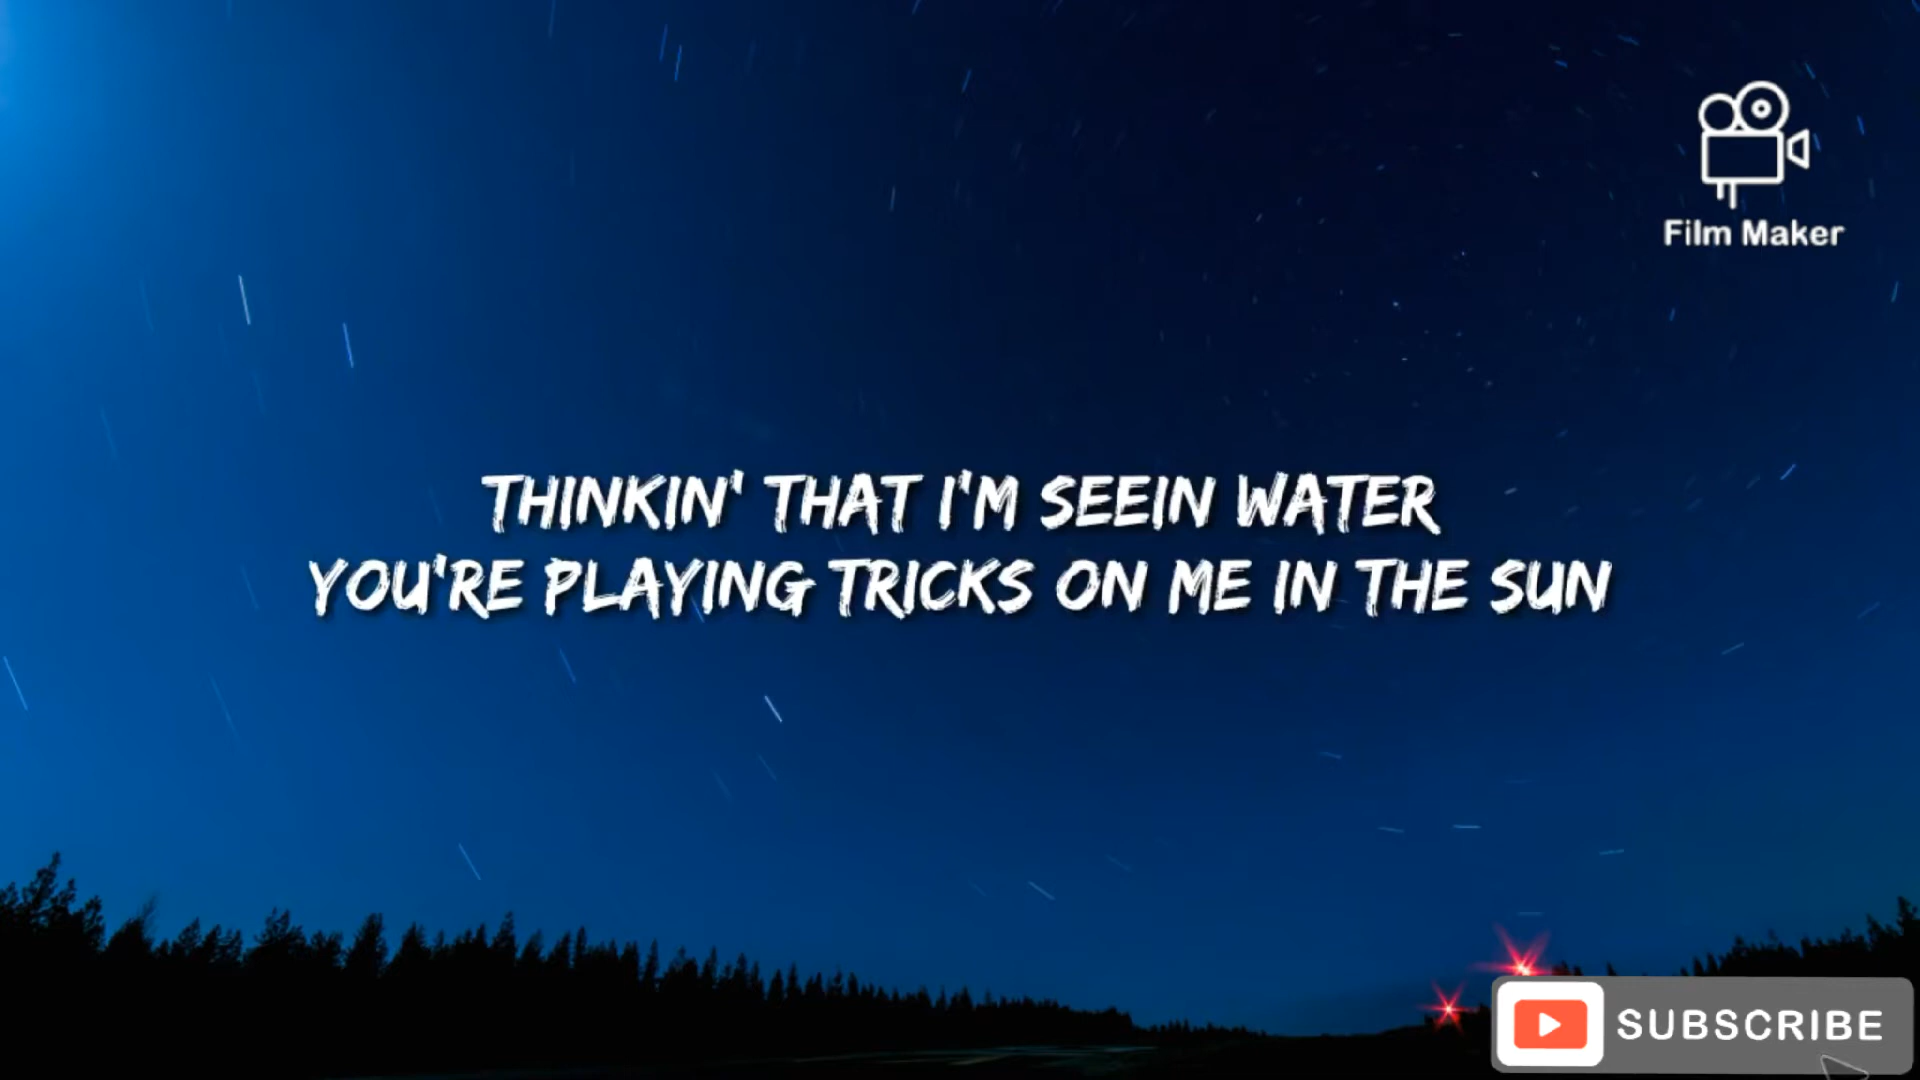 Film Maker
THINKIN' THAT I'M SEEIN WATER
YOU'RE PLAYING TRICKS ON ME IN THE SUN
SUBSCRIBE